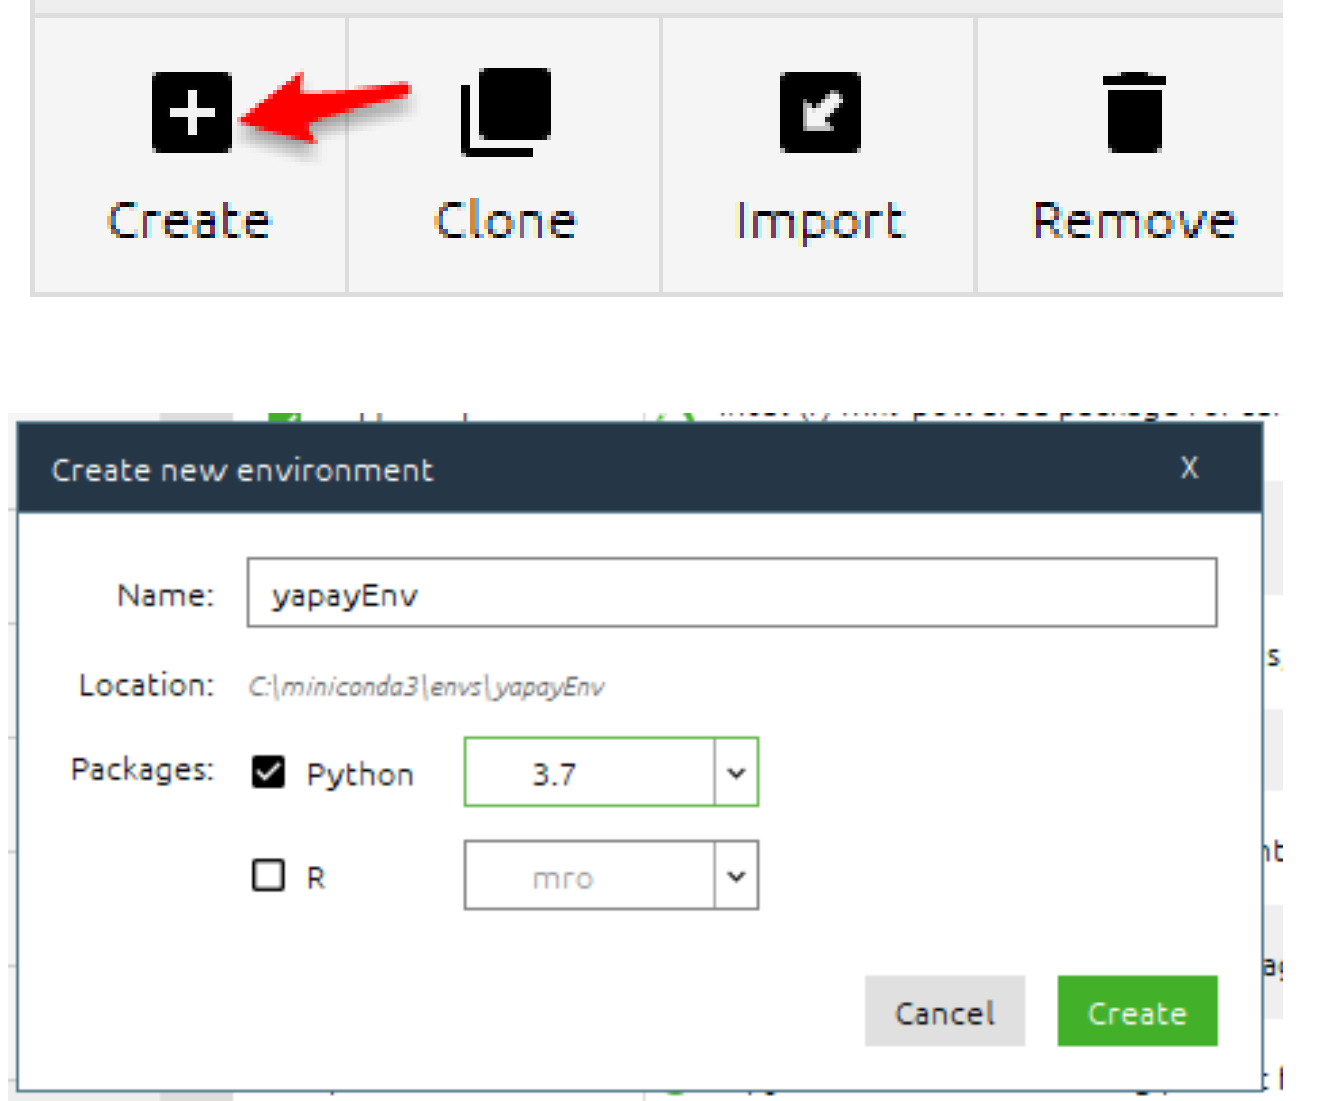 Create Clone Import Remove
Create new environment X
Name: yapayEnv
Location: C:\miniconda3\envs\yapayEnv
Packages: Python 3.7
R mro
Cancel Create